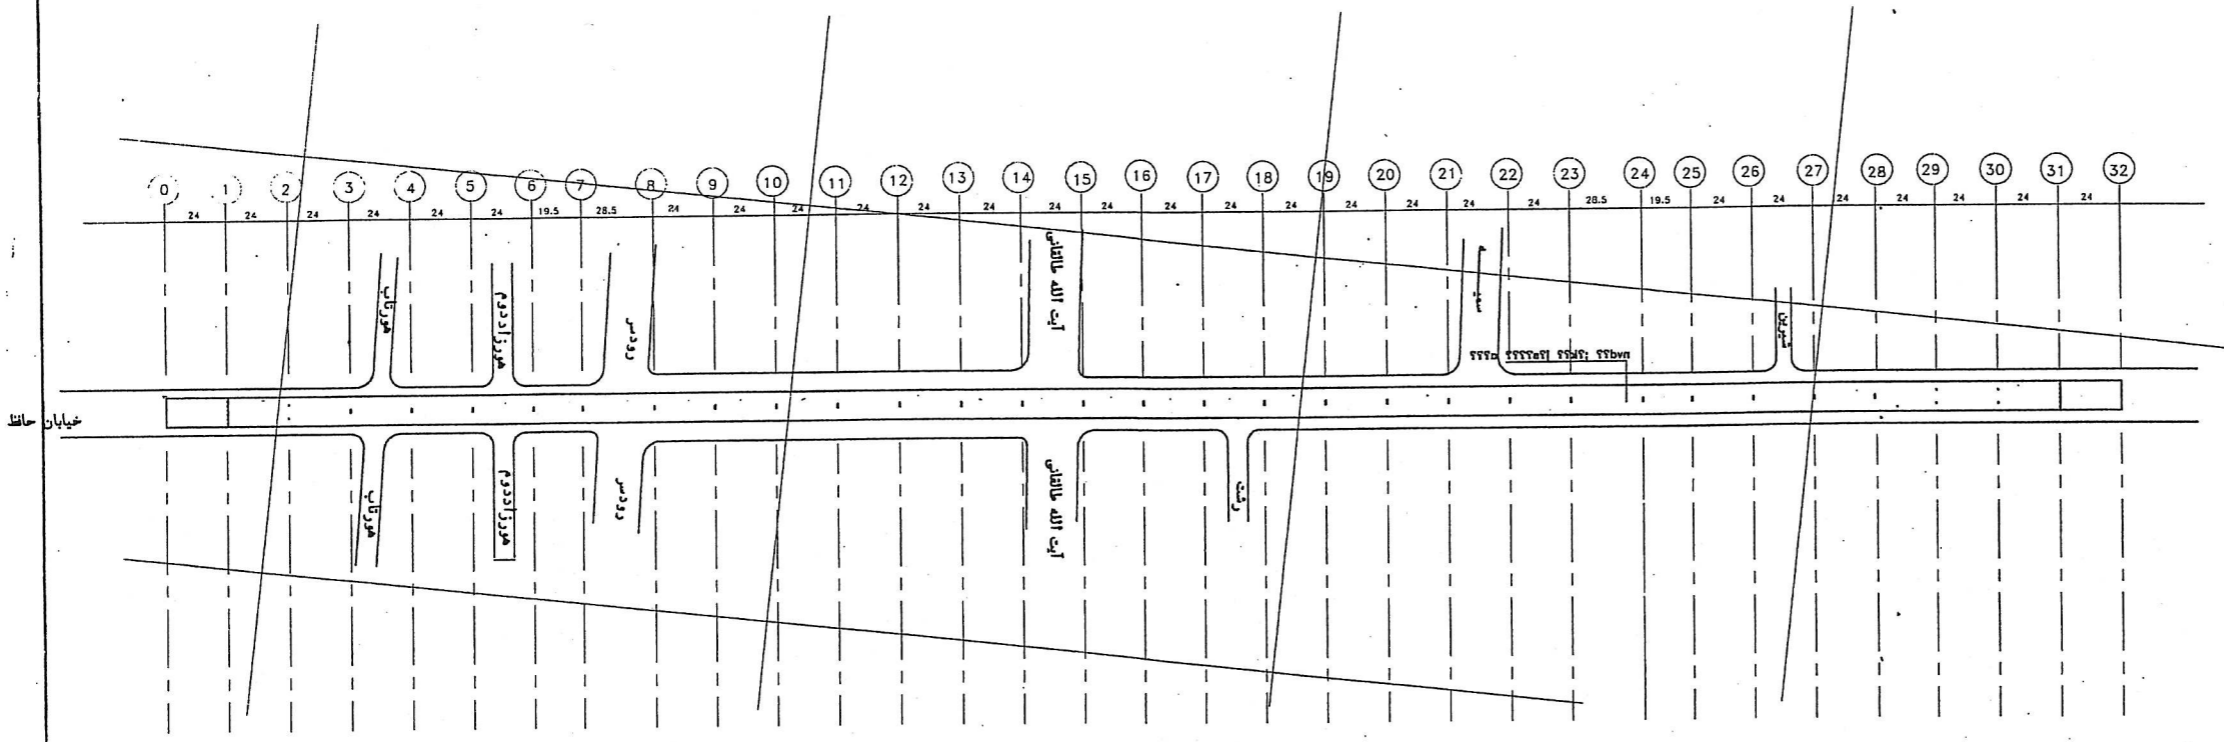 0 1 2 3 4 5 6 7 8 9 10 11 12 13 14 15 16 17 18 19 20 21 22 23 24 25 26 27 28 29 30 31 32
24 24 24 24 24 24 19.5 28.5 24 24 24 24 24 24 24 24 24 24 24 24 24 24 24 28.5 19.5 24 24 24 24 24 24 24
هورتاب
هورزاددوم
رودسر
آیت الله طالقانی
سمیه
شیرین
خیابان حافظ
هورتاب
هورزاددوم
رودسر
آیت الله طالقانی
رشت